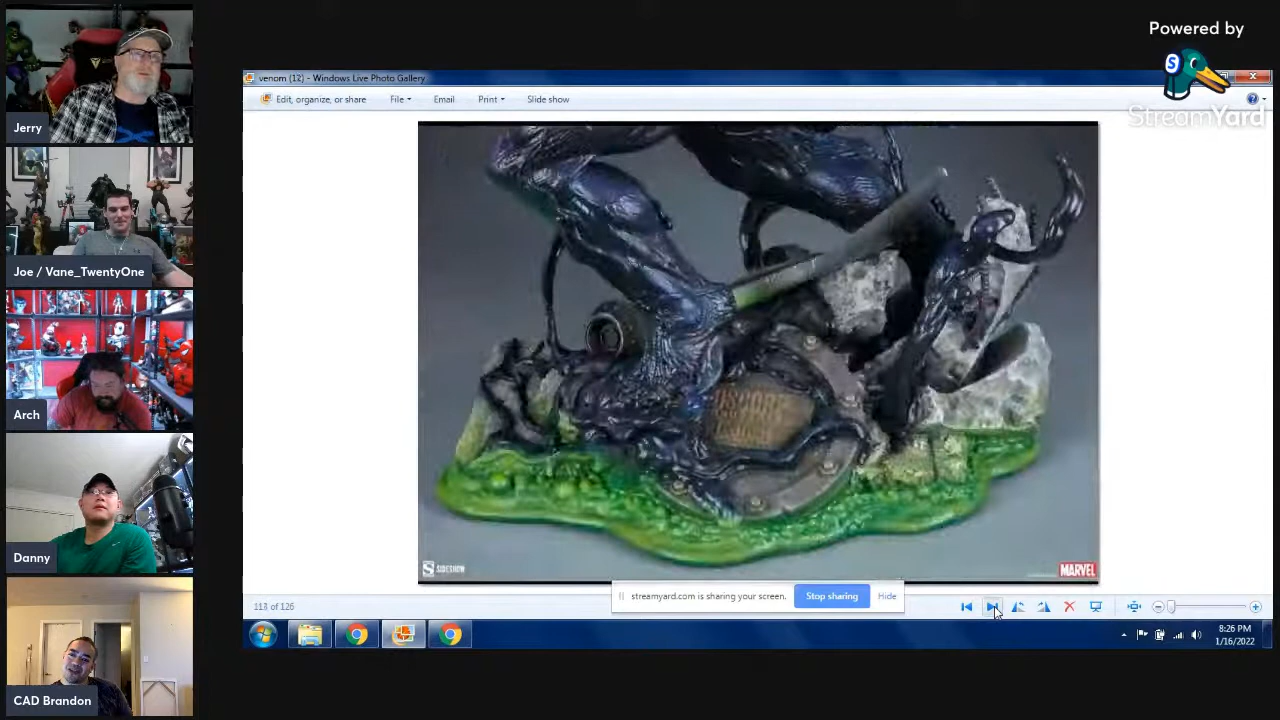 Powered by
StreamYard
Jerry
Joe / Vane_TwentyOne
Arch
Danny
CAD Brandon
venom (12) - Windows Live Photo Gallery
Edit, organize, or share
File
Email
Print
Slide show
SIDESHOW
MARVEL
streamyard.com is sharing your screen.
Stop sharing
Hide
of 126
8:26 PM
1/16/2022